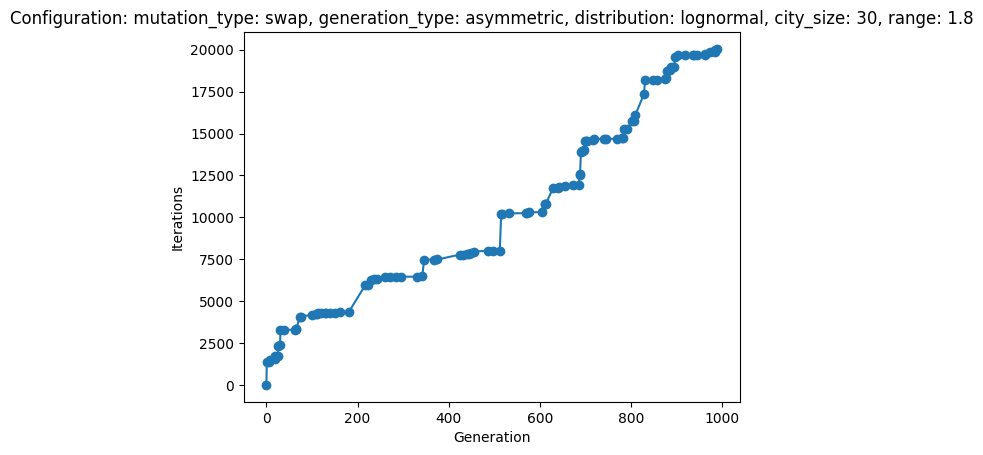 Configuration: mutation_type: swap, generation_type: asymmetric, distribution: lognormal, city_size: 30, range: 1.8
20000
17500
15000
12500
10000
7500
5000
2500
0
Iterations
0 200 400 600 800 1000
Generation